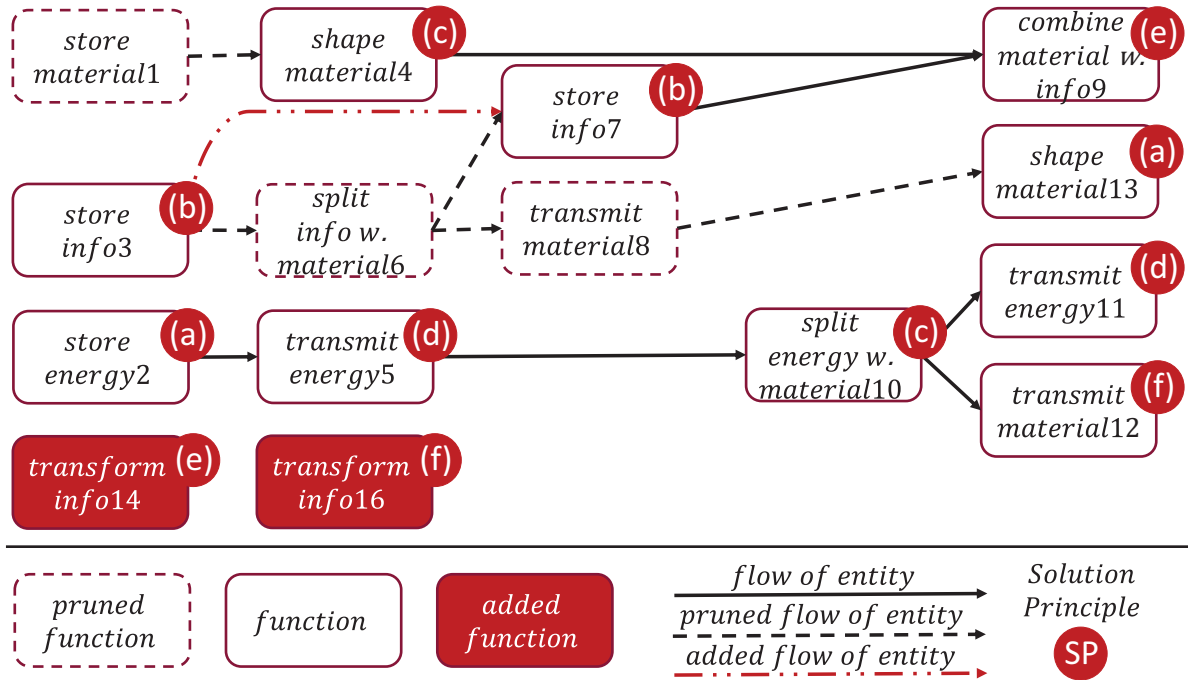 store
material1
shape
material4
(c)
combine
material w.
info9
(e)
store
info7
(b)
shape
material13
(a)
store
info3
(b)
split
info w.
material6
transmit
material8
store
energy2
(a)
transmit
energy5
(d)
split
energy w.
material10
(c)
transmit
energy11
(d)
transmit
material12
(f)
transform
info14
(e)
transform
info16
(f)
pruned
function
function
added
function
flow of entity
pruned flow of entity
added flow of entity
Solution
Principle
SP